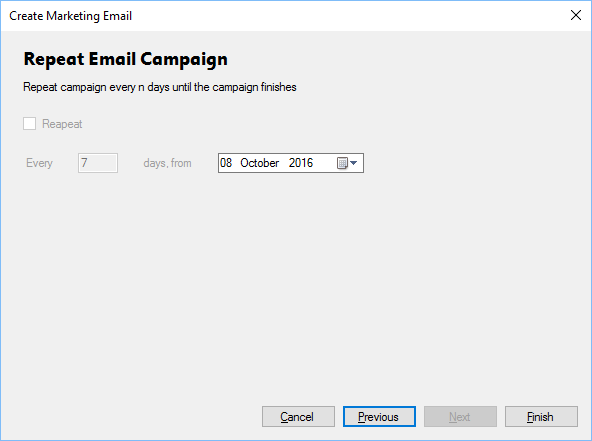 Create Marketing Email
Repeat Email Campaign
Repeat campaign every n days until the campaign finishes
Reapeat
Every 7 days, from 08 October 2016
Cancel Previous Next Finish